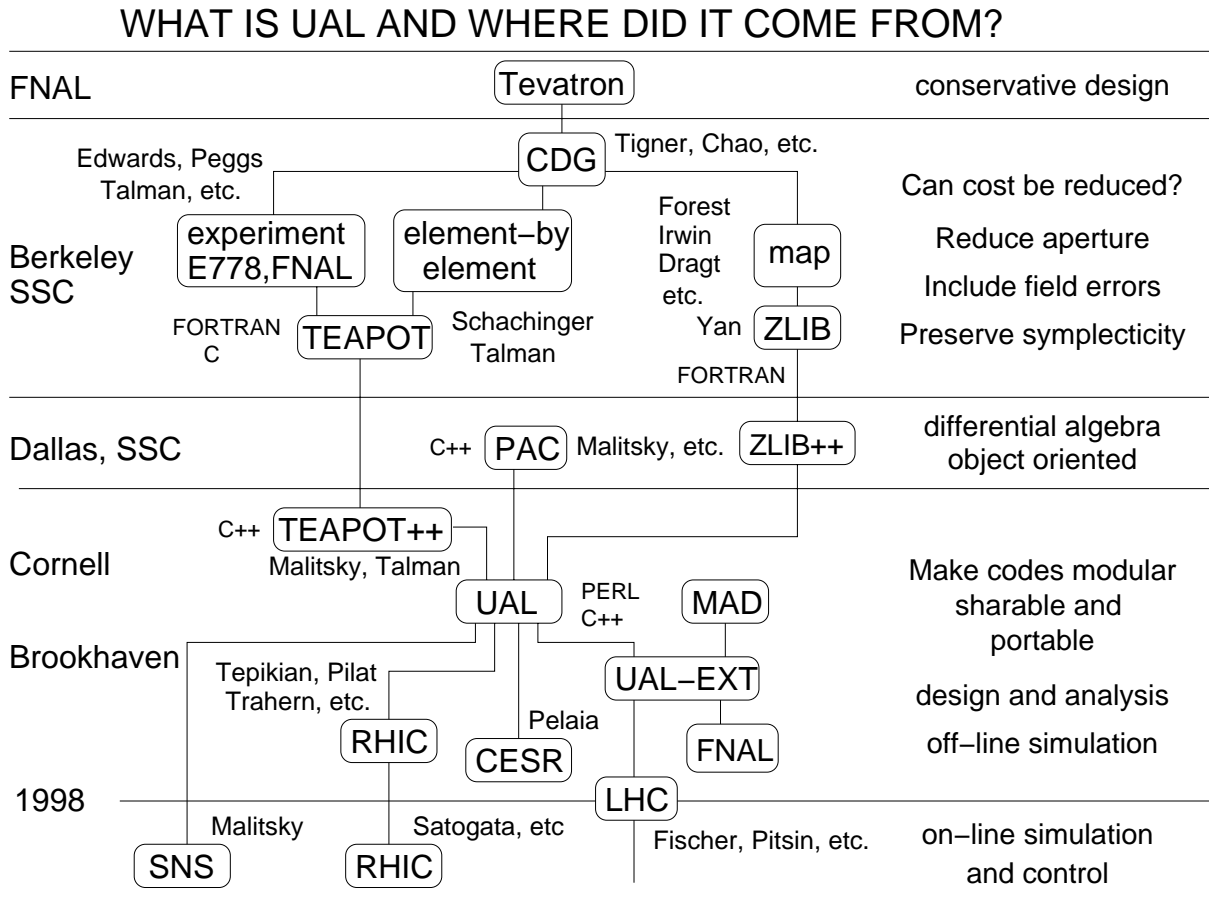 WHAT IS UAL AND WHERE DID IT COME FROM?
FNAL
Tevatron
conservative design
CDG
Tigner, Chao, etc.
Edwards, Peggs
Talman, etc.
Can cost be reduced?
Forest
Irwin
Dragt
etc.
experiment
E778,FNAL
element−by
element
map
Reduce aperture
Berkeley
SSC
Include field errors
FORTRAN
C
TEAPOT
Schachinger
Talman
Yan
ZLIB
Preserve symplecticity
FORTRAN
Dallas, SSC
C++
PAC
Malitsky, etc.
ZLIB++
differential algebra
object oriented
C++
TEAPOT++
Malitsky, Talman
Cornell
UAL
PERL
C++
MAD
Make codes modular
sharable and
portable
Brookhaven
Tepikian, Pilat
Trahern, etc.
UAL−EXT
design and analysis
Pelaia
RHIC
CESR
FNAL
off−line simulation
1998
LHC
Malitsky
Satogata, etc
Fischer, Pitsin, etc.
on−line simulation
and control
SNS
RHIC